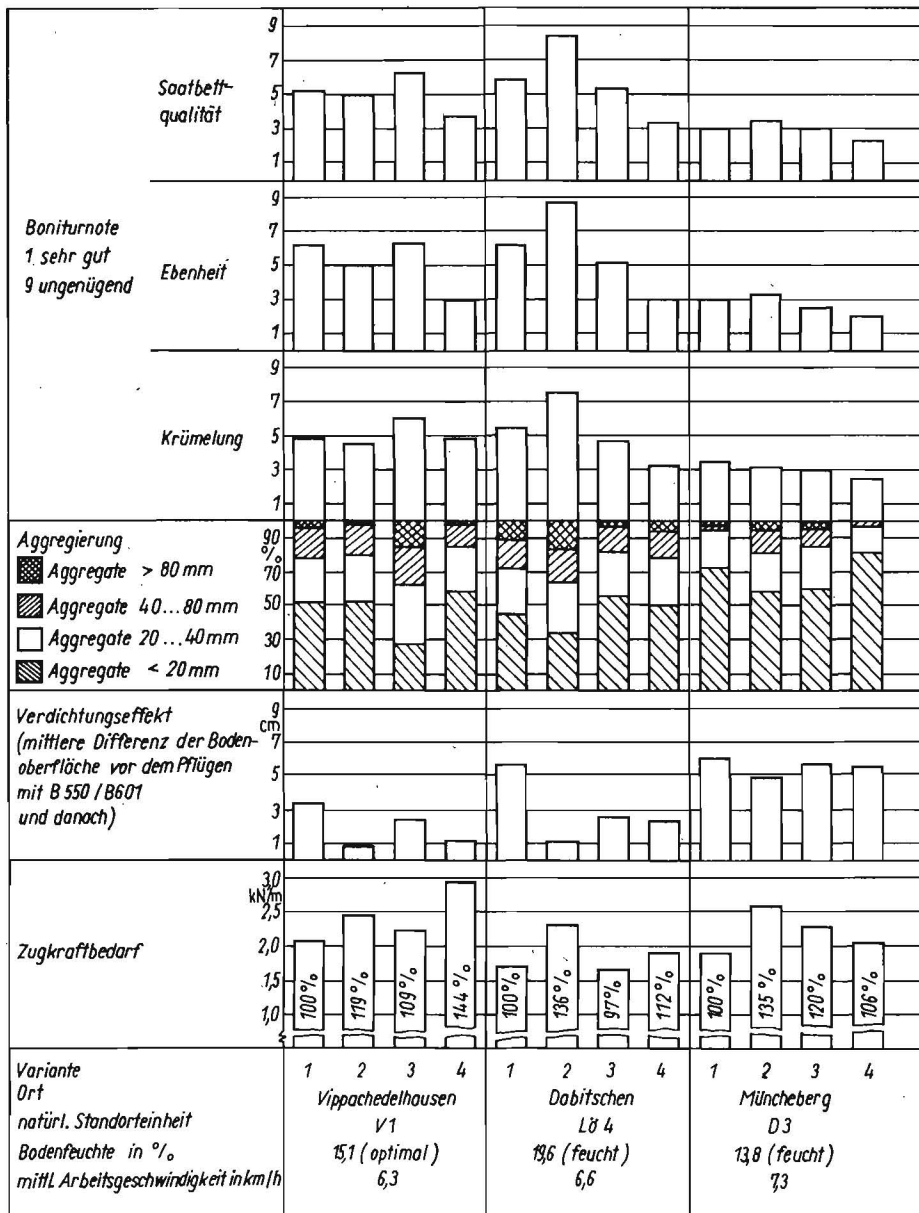 9
7
Saatbett-
qualität
5
3
1
9
7
Boniturnote
1 sehr gut
9 ungenügend
Ebenheit
5
3
1
9
7
Krümelung
5
3
1
Aggregierung
Aggregate > 80 mm
Aggregate 40...80 mm
Aggregate 20...40 mm
Aggregate < 20 mm
90
%
70
50
30
10
Verdichtungseffekt
(mittlere Differenz der Boden-
oberfläche vor dem Pflügen
mit B 550 / B601
und danach)
9
cm
7
5
3
1
Zugkraftbedarf
3,0
kN/m
2,5
2,0
1,5
1,0
100% 119% 109% 144% 100% 136% 97% 112% 100% 135% 120% 106%
Variante 1 2 3 4 1 2 3 4 1 2 3 4
Ort Vippachedelhausen Dobitschen Müncheberg
natürl. Standorteinheit V1 Lö 4 D3
Bodenfeuchte in % 15,1 (optimal) 19,6 (feucht) 13,8 (feucht)
mittl. Arbeitsgeschwindigkeit in km/h 6,3 6,6 7,3